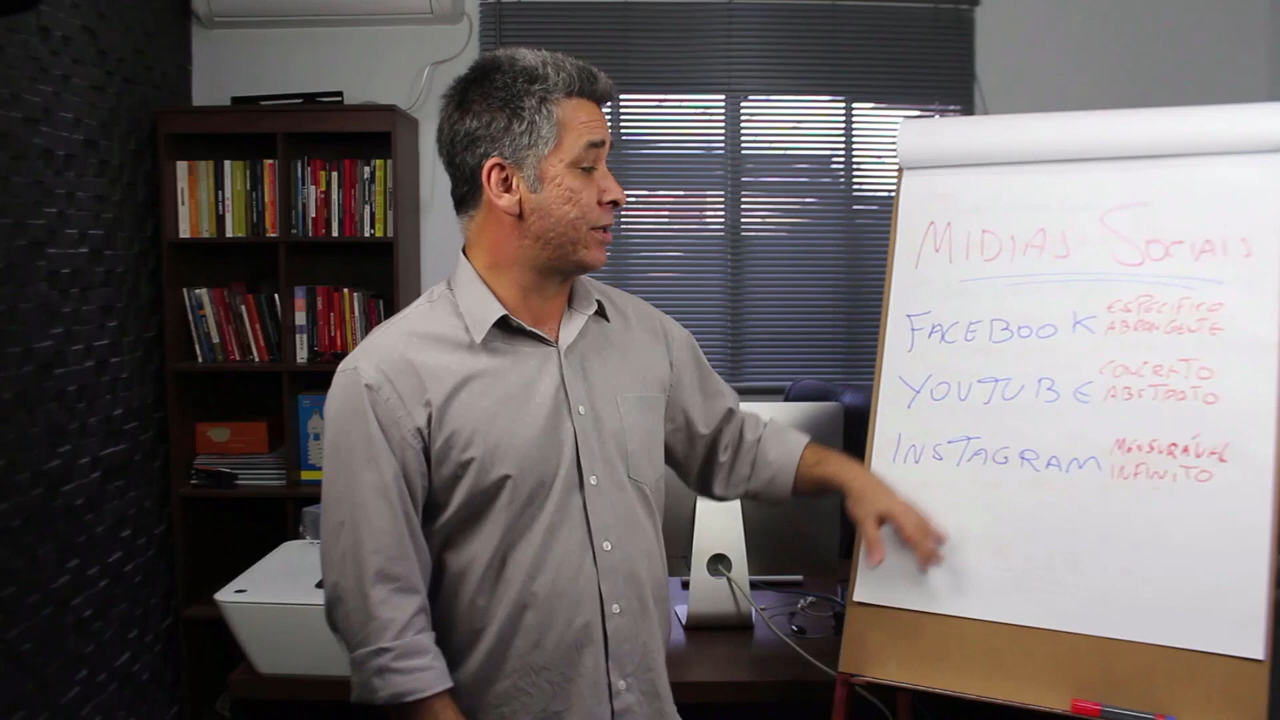 MIDIAS SOCIAIS
FACEBOOK
ESPECIFICO
ABRANGENTE
YOUTUBE
CONCRETO
ABSTRATO
INSTAGRAM
MENSURÁVEL
INFINITO